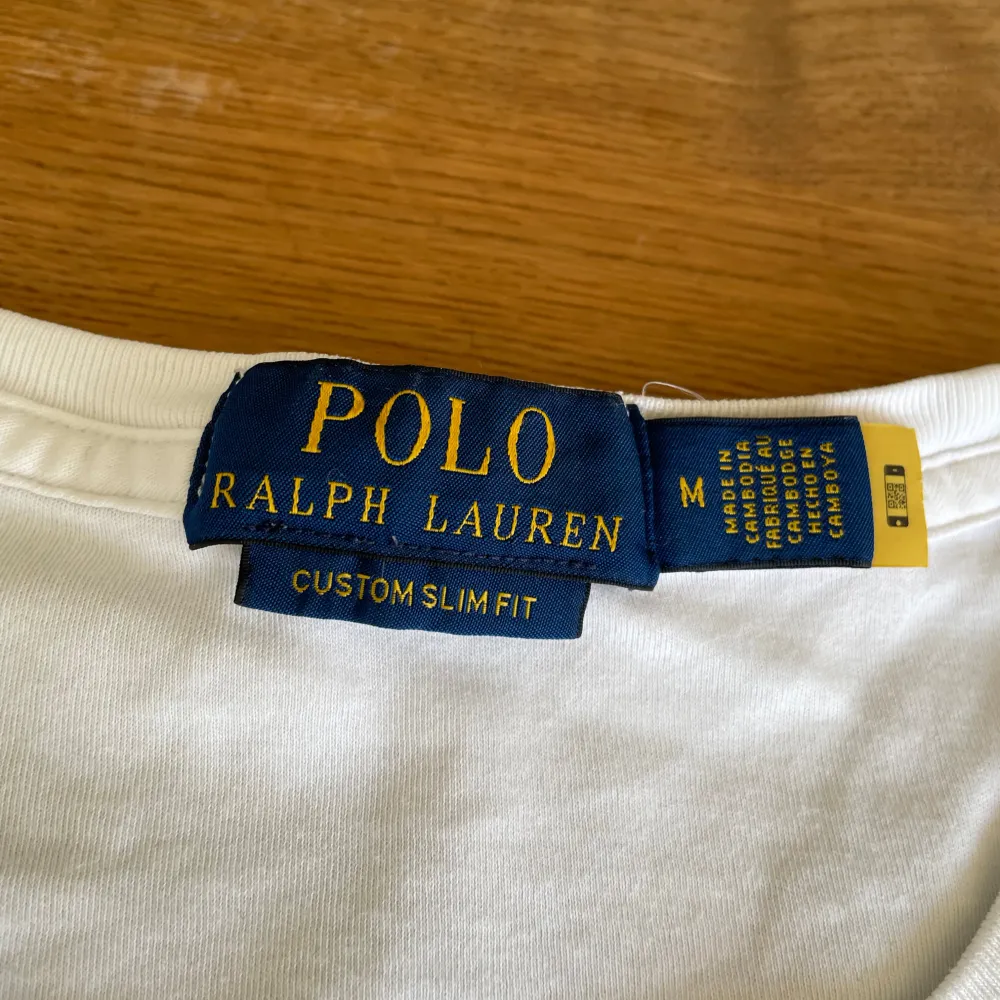 POLO
RALPH LAUREN
CUSTOM SLIM FIT
M
MADE IN
CAMBODIA
FABRIQUÉ AU
CAMBODGE
HECHO EN
CAMBOYA